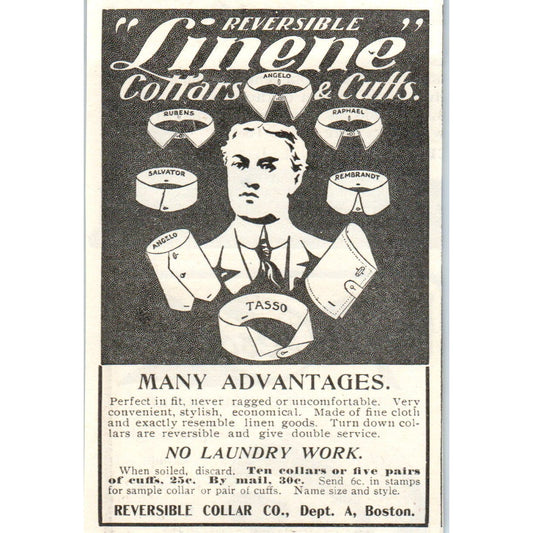 REVERSIBLE
"Linene"
Collars & Cuffs.
ANGELO
RUBENS
RAPHAEL
SALVATOR
REMBRANDT
ANGELO
TASSO
MANY ADVANTAGES.
Perfect in fit, never ragged or uncomfortable. Very
convenient, stylish, economical. Made of fine cloth
and exactly resemble linen goods. Turn down col-
lars are reversible and give double service.
NO LAUNDRY WORK.
When soiled, discard. Ten collars or five pairs
of cuffs, 25c. By mail, 30c. Send 6c. in stamps
for sample collar or pair of cuffs. Name size and style.
REVERSIBLE COLLAR CO., Dept. A, Boston.